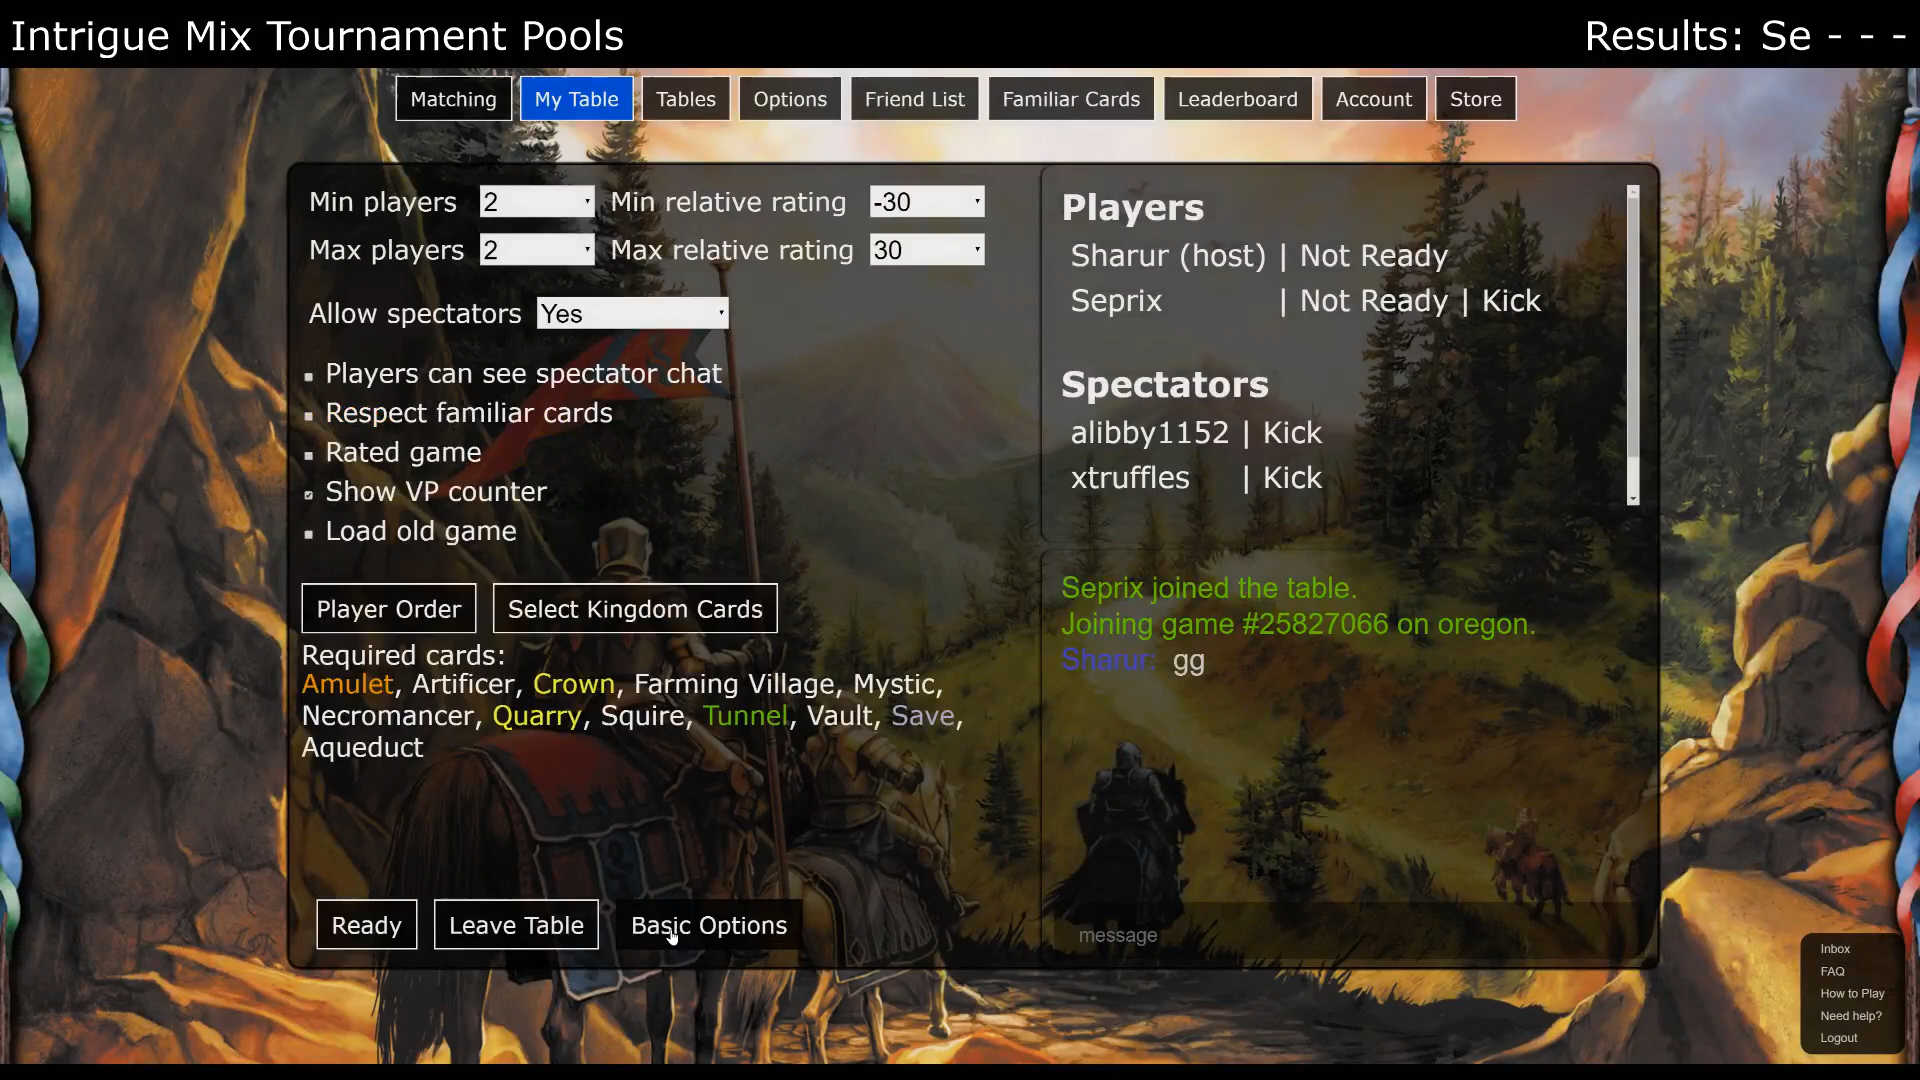 Intrigue Mix Tournament Pools
Results: Se - - -
Matching My Table Tables Options Friend List Familiar Cards Leaderboard Account Store
Min players 2 Min relative rating -30
Max players 2 Max relative rating 30
Allow spectators Yes
Players can see spectator chat
Respect familiar cards
Rated game
Show VP counter
Load old game
Player Order Select Kingdom Cards
Required cards:
Amulet, Artificer, Crown, Farming Village, Mystic,
Necromancer, Quarry, Squire, Tunnel, Vault, Save,
Aqueduct
Ready Leave Table Basic Options
Players
Sharur (host) | Not Ready
Seprix | Not Ready | Kick
Spectators
alibby1152 | Kick
xtruffles | Kick
Seprix joined the table.
Joining game #25827066 on oregon.
Sharur: gg
message
Inbox
FAQ
How to Play
Need help?
Logout